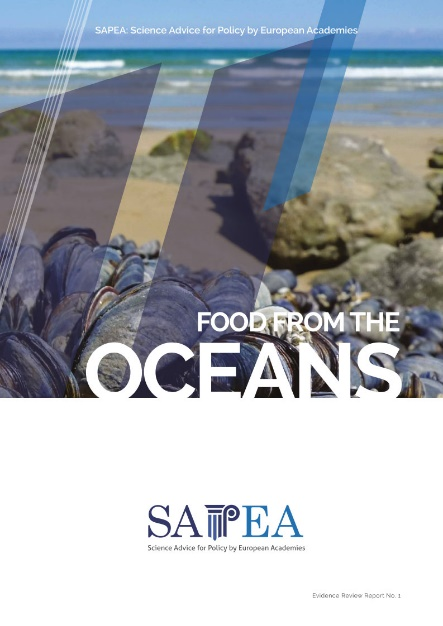 SAPEA: Science Advice for Policy by European Academies
FOOD FROM THE
OCEANS
SAPEA
Science Advice for Policy by European Academies
Evidence Review Report No. 1